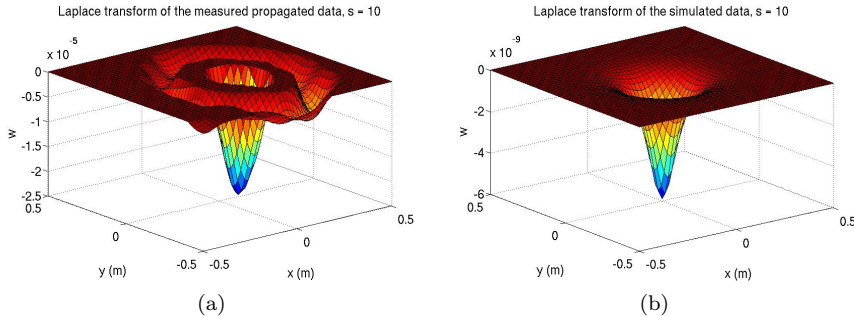 Laplace transform of the measured propagated data, s = 10
x 10^-5
0
-0.5
-1
-1.5
-2
-2.5
w
0.5
0
-0.5
y (m)
-0.5
0
0.5
x (m)
(a)
Laplace transform of the simulated data, s = 10
x 10^-9
0
-2
-4
-6
w
0.5
0
-0.5
y (m)
-0.5
0
0.5
x (m)
(b)